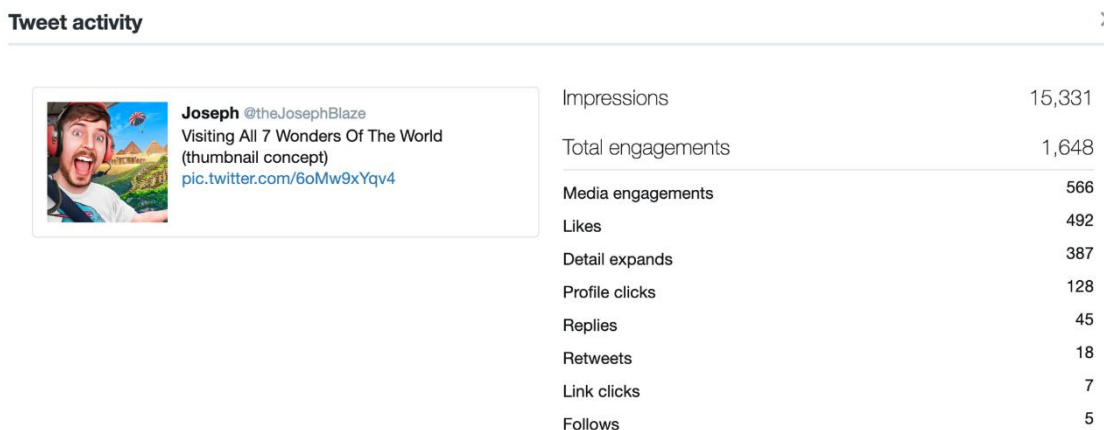 Tweet activity
Joseph @theJosephBlaze
Visiting All 7 Wonders Of The World
(thumbnail concept)
pic.twitter.com/6oMw9xYqv4
Impressions 15,331
Total engagements 1,648
Media engagements 566
Likes 492
Detail expands 387
Profile clicks 128
Replies 45
Retweets 18
Link clicks 7
Follows 5